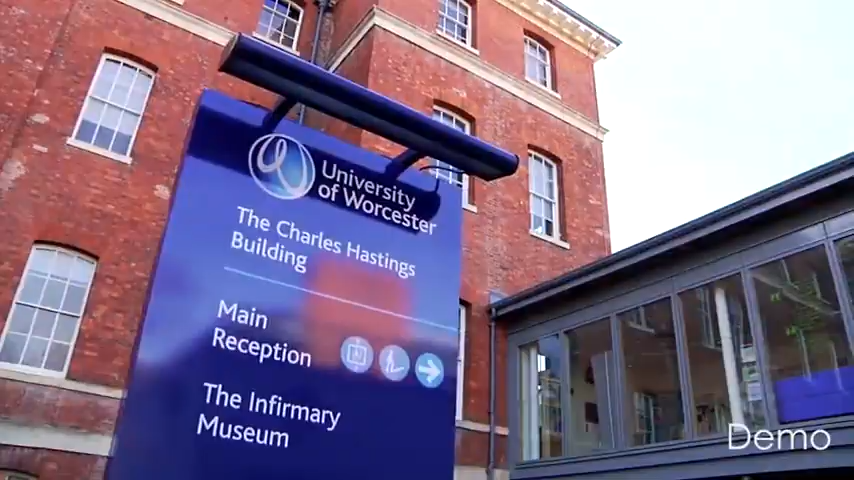 University
of Worcester
The Charles Hastings
Building
Main
Reception
The Infirmary
Museum
Demo